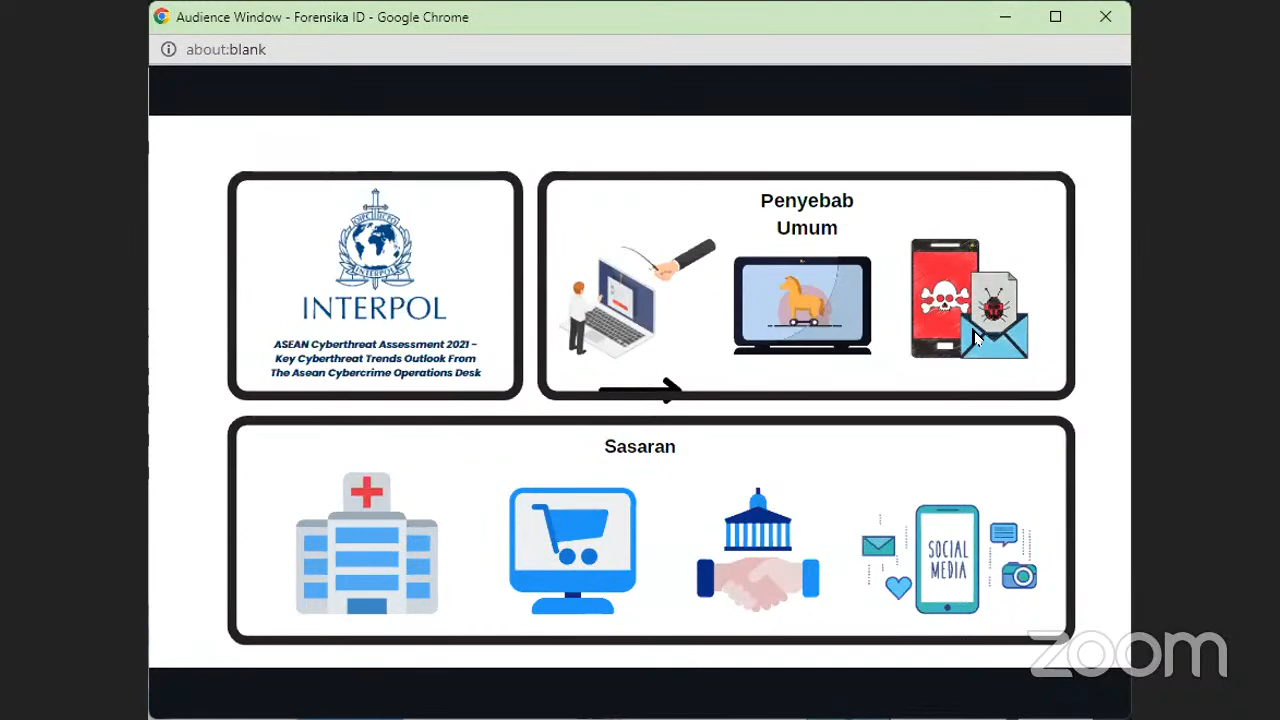 Audience Window - Forensika ID - Google Chrome
about:blank
INTERPOL
ASEAN Cyberthreat Assessment 2021 -
Key Cyberthreat Trends Outlook From
The Asean Cybercrime Operations Desk
Penyebab
Umum
Sasaran
SOCIAL
MEDIA
zoom